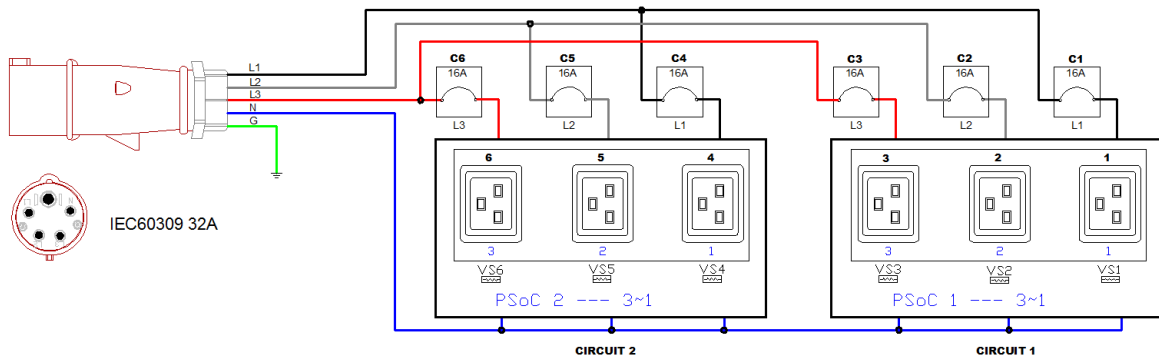 C6 C5 C4 C3 C2 C1
16A 16A 16A 16A 16A 16A
L1
L2
L3
N
G
L3 L2 L1 L3 L2 L1
6 5 4 3 2 1
IEC60309 32A
3 2 1 3 2 1
VS6 VS5 VS4 VS3 VS2 VS1
PSoC 2 --- 3~1 PSoC 1 --- 3~1
CIRCUIT 2 CIRCUIT 1